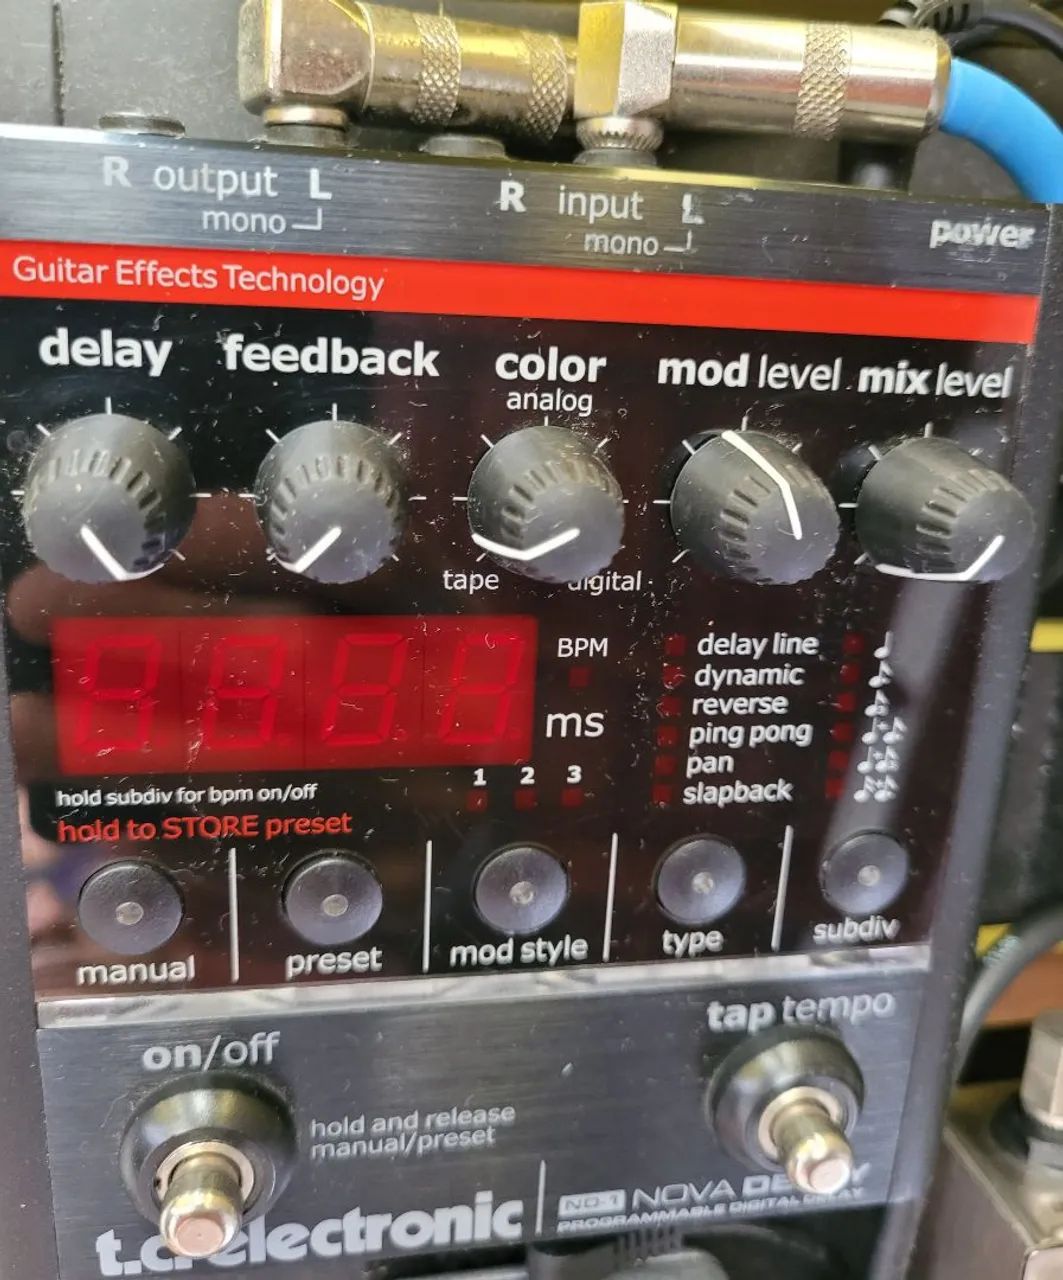 R output L
mono
R input L
mono
power
Guitar Effects Technology
delay feedback color mod level mix level
analog
tape digital
BPM
ms
delay line
dynamic
reverse
ping pong
pan
slapback
1 2 3
hold subdiv for bpm on/off
hold to STORE preset
manual preset mod style type subdiv
on/off
tap tempo
hold and release
manual/preset
t.c. electronic
ND-1 NOVA DELAY
PROGRAMMABLE DIGITAL DELAY